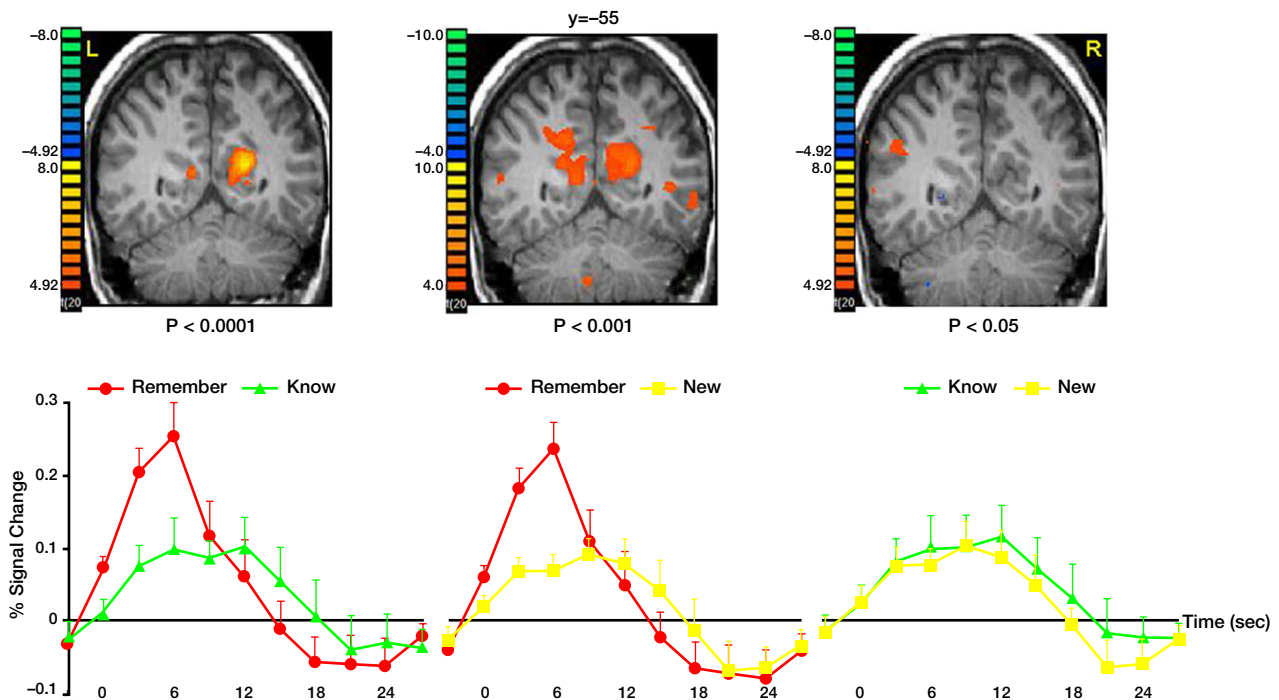 y=−55
−8.0
L
−4.92
8.0
4.92
t(20
P < 0.0001
−10.0
−4.0
10.0
4.0
t(20
P < 0.001
−8.0
R
−4.92
8.0
4.92
t(20
P < 0.05
Remember Know
Remember New
Know New
% Signal Change
0.3
0.2
0.1
0
−0.1
Time (sec)
0 6 12 18 24
0 6 12 18 24
0 6 12 18 24